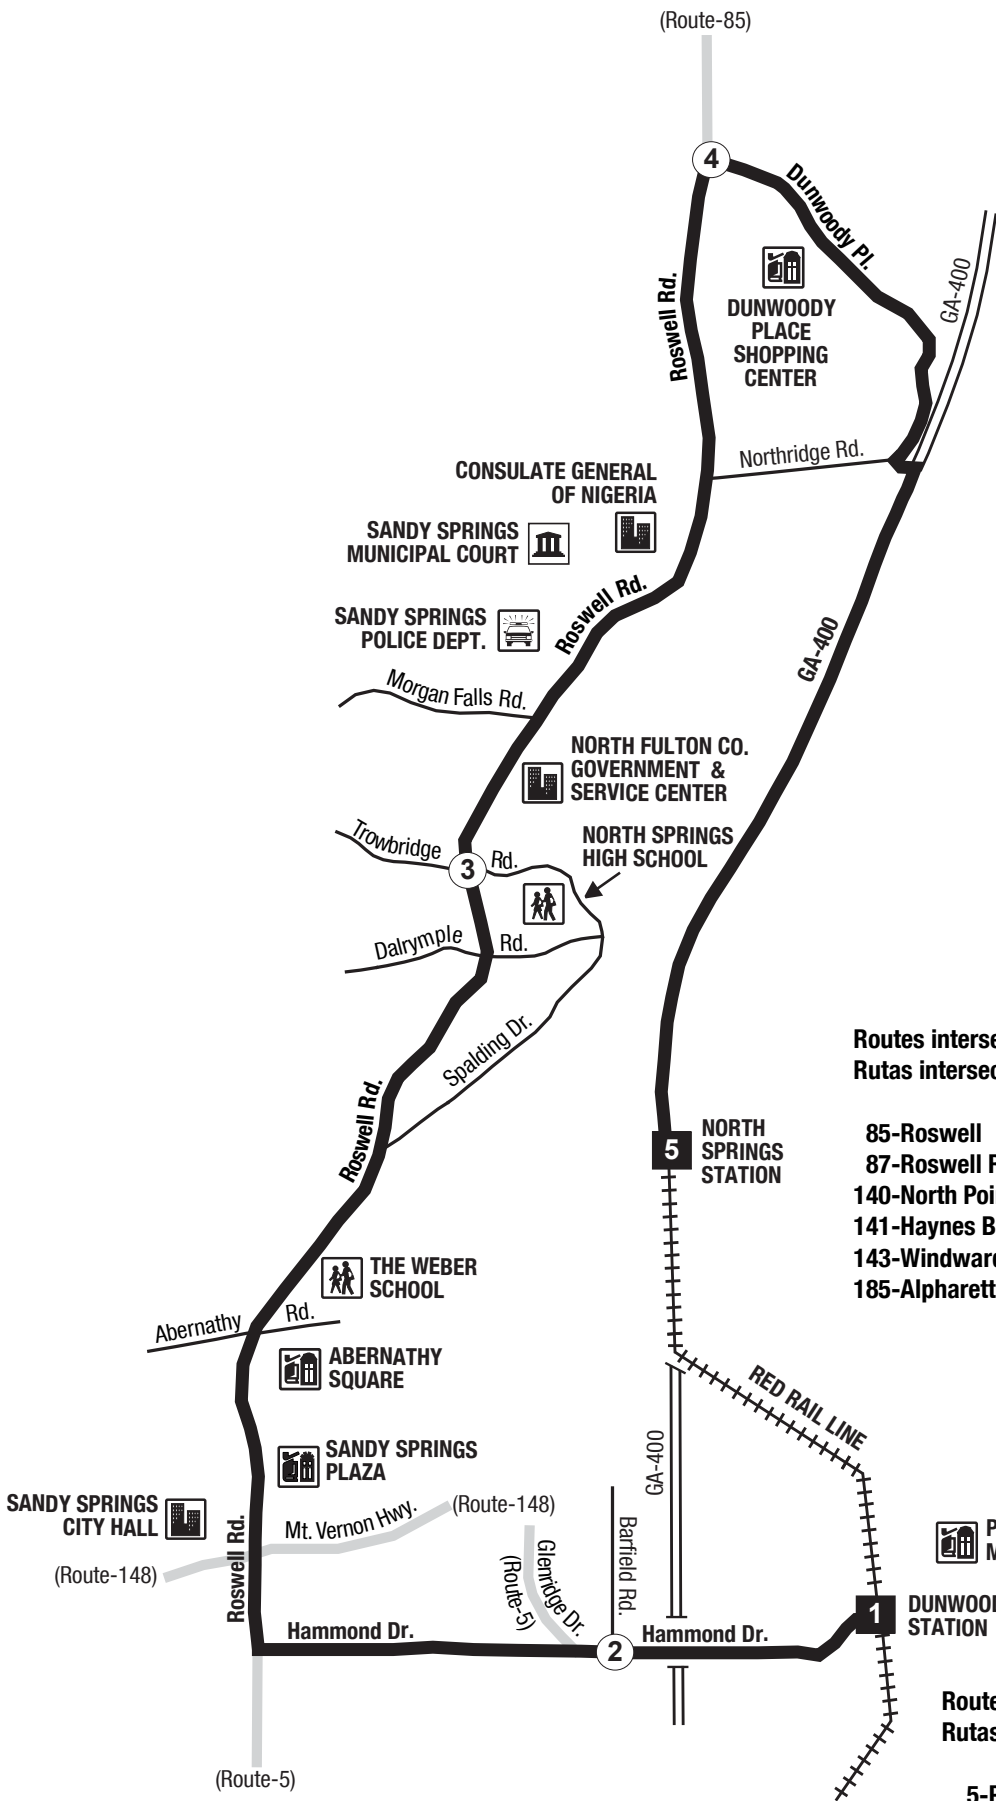 (Route-85)
4
Dunwoody Pl.
GA-400
Roswell Rd.
DUNWOODY
PLACE
SHOPPING
CENTER
Northridge Rd.
CONSULATE GENERAL
OF NIGERIA
SANDY SPRINGS
MUNICIPAL COURT
Roswell Rd.
SANDY SPRINGS
POLICE DEPT.
GA-400
Morgan Falls Rd.
NORTH FULTON CO.
GOVERNMENT &
SERVICE CENTER
Trowbridge Rd.
3
NORTH SPRINGS
HIGH SCHOOL
Dalrymple Rd.
Spalding Dr.
Roswell Rd.
5
NORTH
SPRINGS
STATION
Routes
Rutas
85-Roswell
87-Roswell
140-North
141-Haynes
143-
185-
THE WEBER
SCHOOL
Abernathy Rd.
ABERNATHY
SQUARE
RED RAIL LINE
GA-400
SANDY SPRINGS
PLAZA
SANDY SPRINGS
CITY HALL
Mt. Vernon Hwy.
(Route-148)
(Route-148)
Roswell Rd.
Glenridge Dr.
(Route-5)
Barfield Rd.
Hammond Dr.
2
Hammond Dr.
1
STATION
(Route-5)
5-